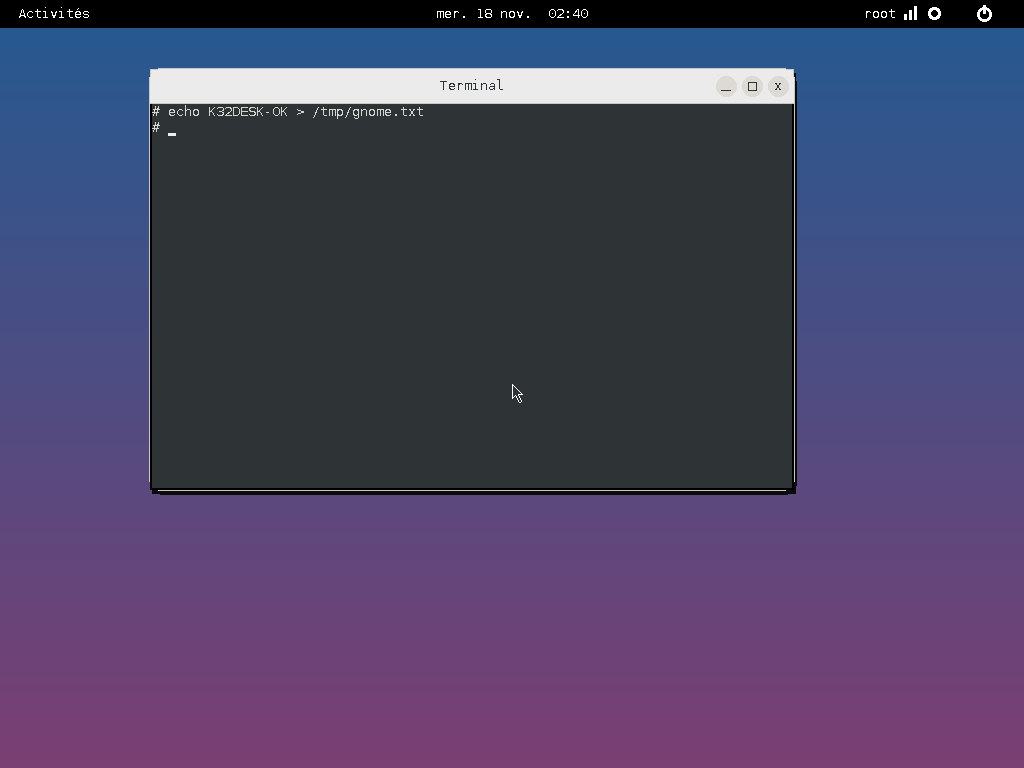 Activités
mer. 18 nov. 02:40
root
Terminal
# echo K32DESK-OK > /tmp/gnome.txt
#